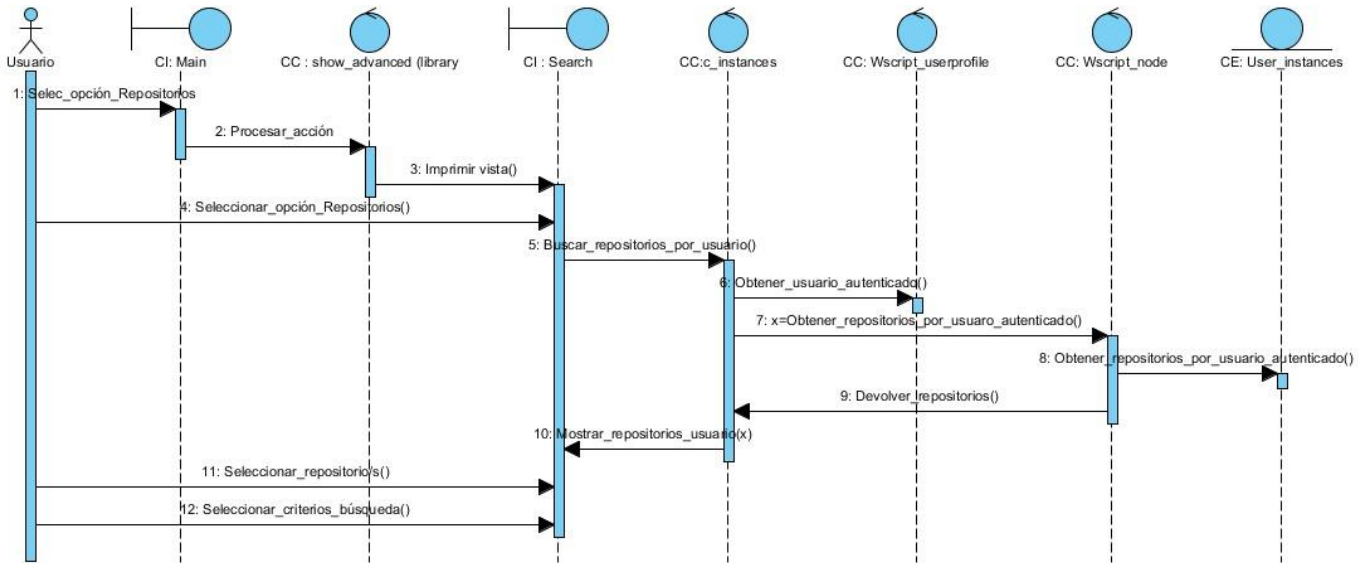 Usuario
CI: Main
CC : show_advanced (library
CI : Search
CC:c_instances
CC: Wscript_userprofile
CC: Wscript_node
CE: User_instances
1: Selec_opción_Repositorios
2: Procesar_acción
3: Imprimir vista()
4: Seleccionar_opción_Repositorios()
5: Buscar_repositorios_por_usuario()
6: Obtener_usuario_autenticado()
7: x=Obtener_repositorios_por_usuaro_autenticado()
8: Obtener_repositorios_por_usuario_autenticado()
9: Devolver_repositorios()
10: Mostrar_repositorios_usuario(x)
11: Seleccionar_repositorio/s()
12: Seleccionar_criterios_búsqueda()